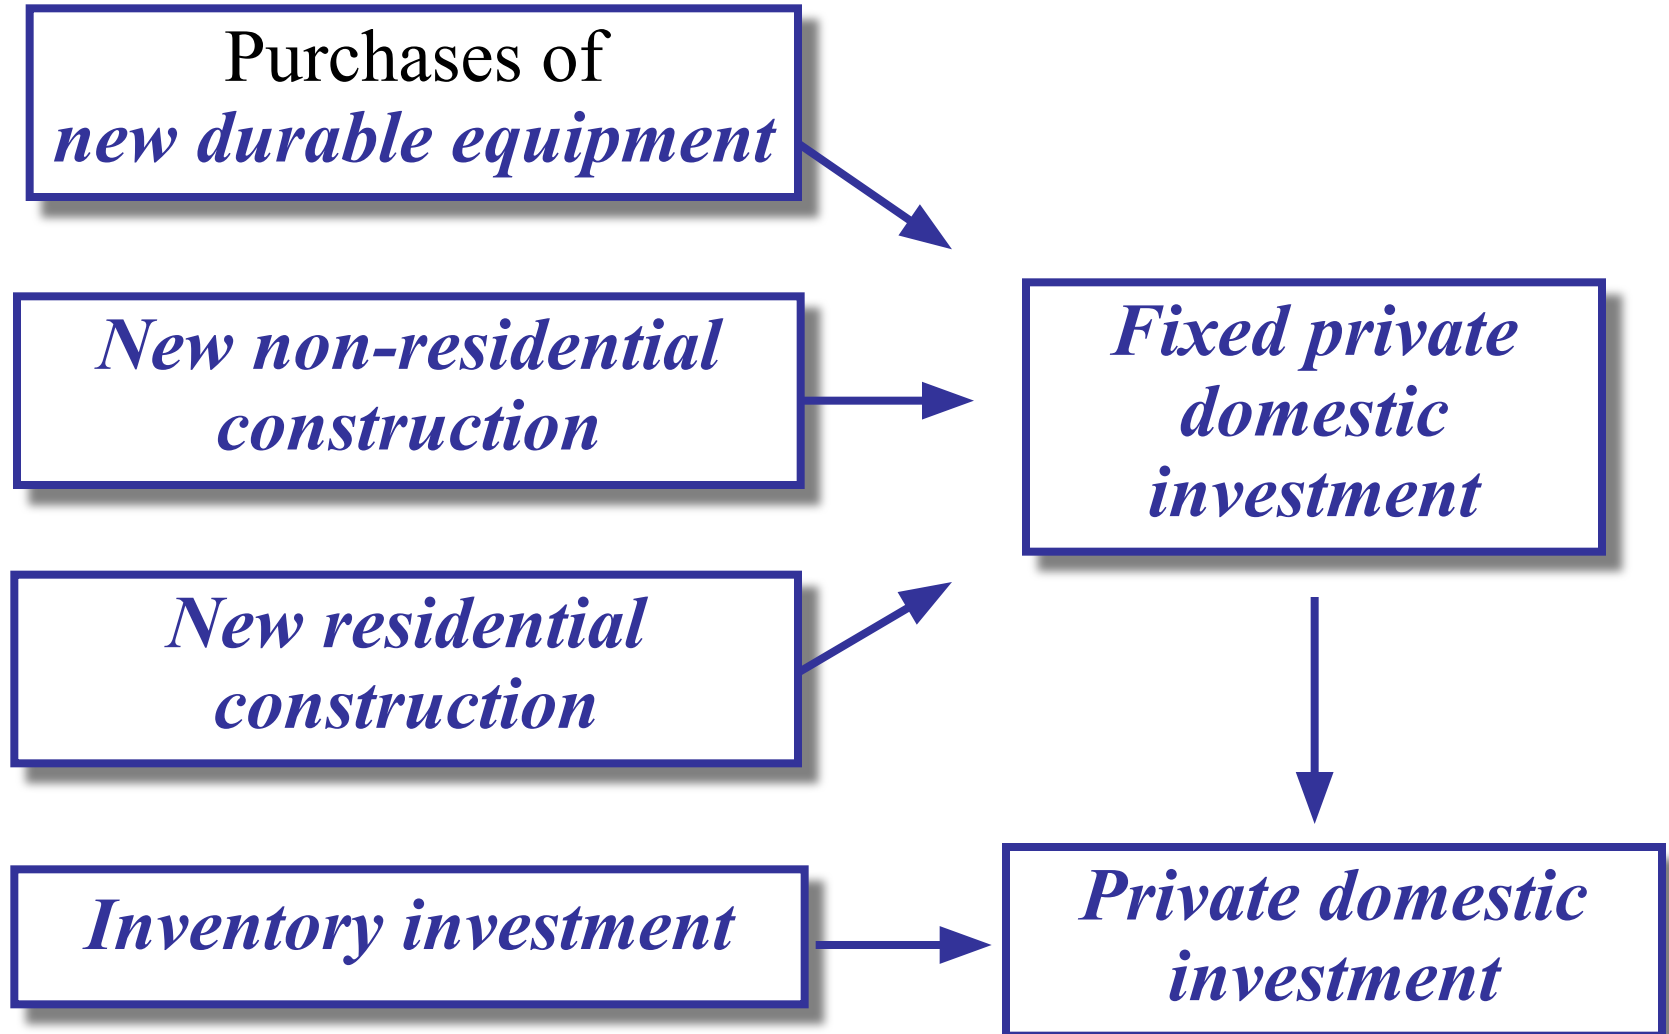 Purchases of
new durable equipment
New non-residential
construction
New residential
construction
Inventory investment
Fixed private
domestic
investment
Private domestic
investment